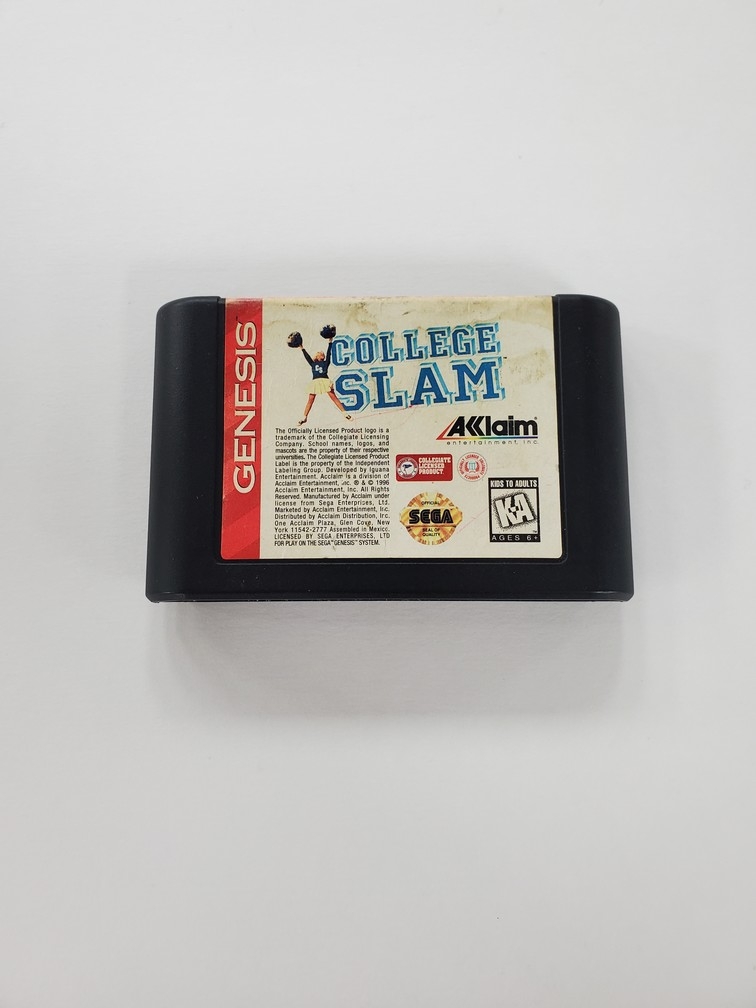 GENESIS
COLLEGE
SLAM
The Officially Licensed Product logo is a
trademark of the Collegiate Licensing
Company. School names, logos, and
mascots are the property of their respective
universities. The Collegiate Licensed Product
Label is the property of the Independent
Labeling Group. Developed by Iguana
Entertainment. Acclaim is a division of
Acclaim Entertainment, Inc. ® & © 1996
Acclaim Entertainment, Inc. All Rights
Reserved. Manufactured by Acclaim under
license from Sega Enterprises, Ltd.
Marketed by Acclaim Entertainment, Inc.
Distributed by Acclaim Distribution, Inc.
One Acclaim Plaza, Glen Cove, New
York 11542-2777 Assembled in Mexico.
LICENSED BY SEGA ENTERPRISES, LTD
FOR PLAY ON THE SEGA™ GENESIS™ SYSTEM.
AKKlaim®
entertainment, inc
COLLEGIATE
LICENSED
PRODUCT.
OFFICIAL
SEGA
SEAL OF
QUALITY
KIDS TO ADULTS
K-A
AGES 6+